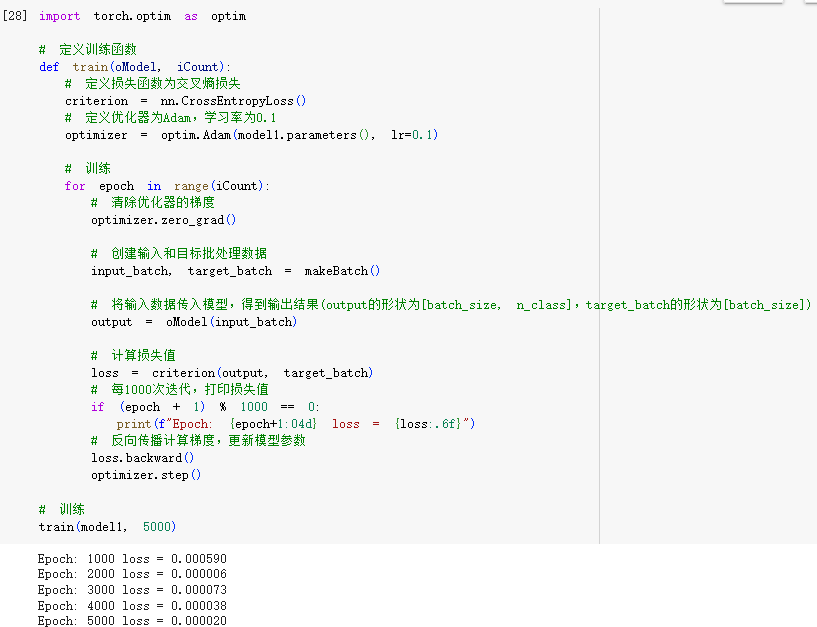 [28] import torch.optim as optim
# 定义训练函数
def train(oModel, iCount):
# 定义损失函数为交叉熵损失
criterion = nn.CrossEntropyLoss()
# 定义优化器为Adam，学习率为0.1
optimizer = optim.Adam(model1.parameters(), lr=0.1)
# 训练
for epoch in range(iCount):
# 清除优化器的梯度
optimizer.zero_grad()
# 创建输入和目标批处理数据
input_batch, target_batch = makeBatch()
# 将输入数据传入模型，得到输出结果(output的形状为[batch_size, n_class]，target_batch的形状为[batch_size])
output = oModel(input_batch)
# 计算损失值
loss = criterion(output, target_batch)
# 每1000次迭代，打印损失值
if (epoch + 1) % 1000 == 0:
print(f"Epoch: {epoch+1:04d} loss = {loss:.6f}")
# 反向传播计算梯度，更新模型参数
loss.backward()
optimizer.step()
# 训练
train(model1, 5000)
Epoch: 1000 loss = 0.000590
Epoch: 2000 loss = 0.000006
Epoch: 3000 loss = 0.000073
Epoch: 4000 loss = 0.000038
Epoch: 5000 loss = 0.000020